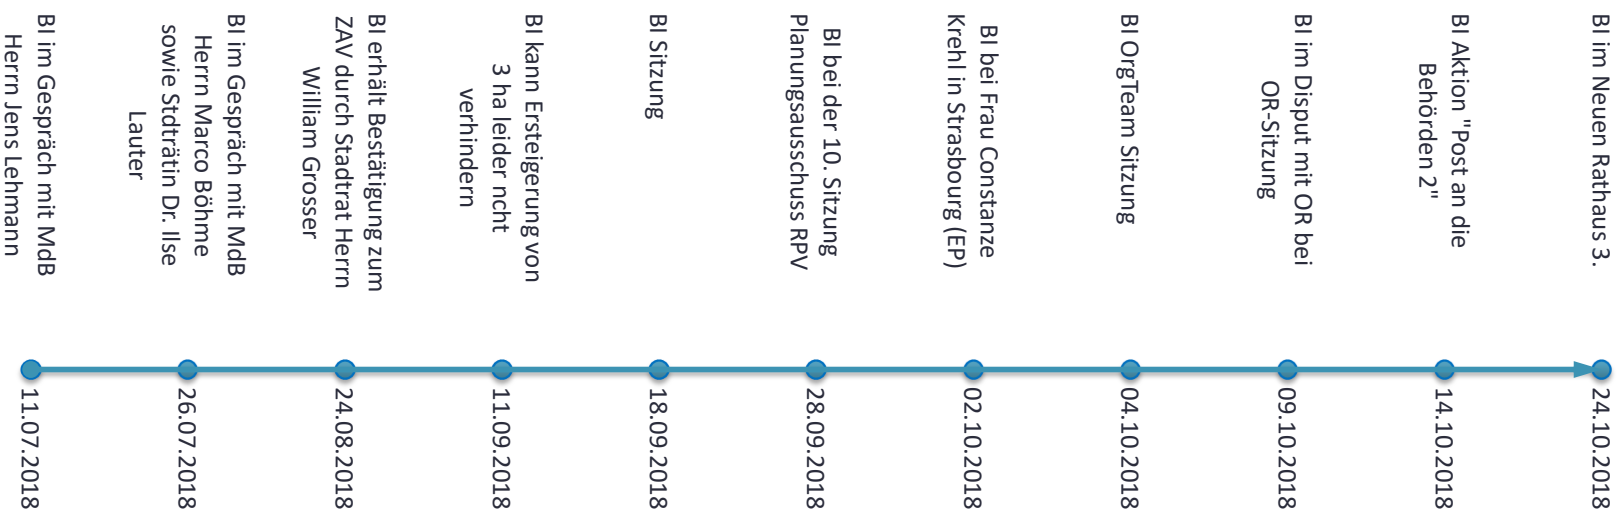 BI im Gespräch mit MdB
Herrn Jens Lehmann
11.07.2018
BI im Gespräch mit MdB
Herrn Marco Böhme
sowie Stdträtin Dr. Ilse
Lauter
26.07.2018
BI erhält Bestätigung zum
ZAV durch Stadtrat Herrn
William Grosser
24.08.2018
BI kann Ersteigerung von
3 ha leider ncht
verhindern
11.09.2018
BI Sitzung
18.09.2018
BI bei der 10. Sitzung
Planungsausschuss RPV
28.09.2018
BI bei Frau Constanze
Krehl in Strasbourg (EP)
02.10.2018
BI OrgTeam Sitzung
04.10.2018
BI im Disput mit OR bei
OR-Sitzung
09.10.2018
BI Aktion "Post an die
Behörden 2"
14.10.2018
BI im Neuen Rathaus 3.
24.10.2018